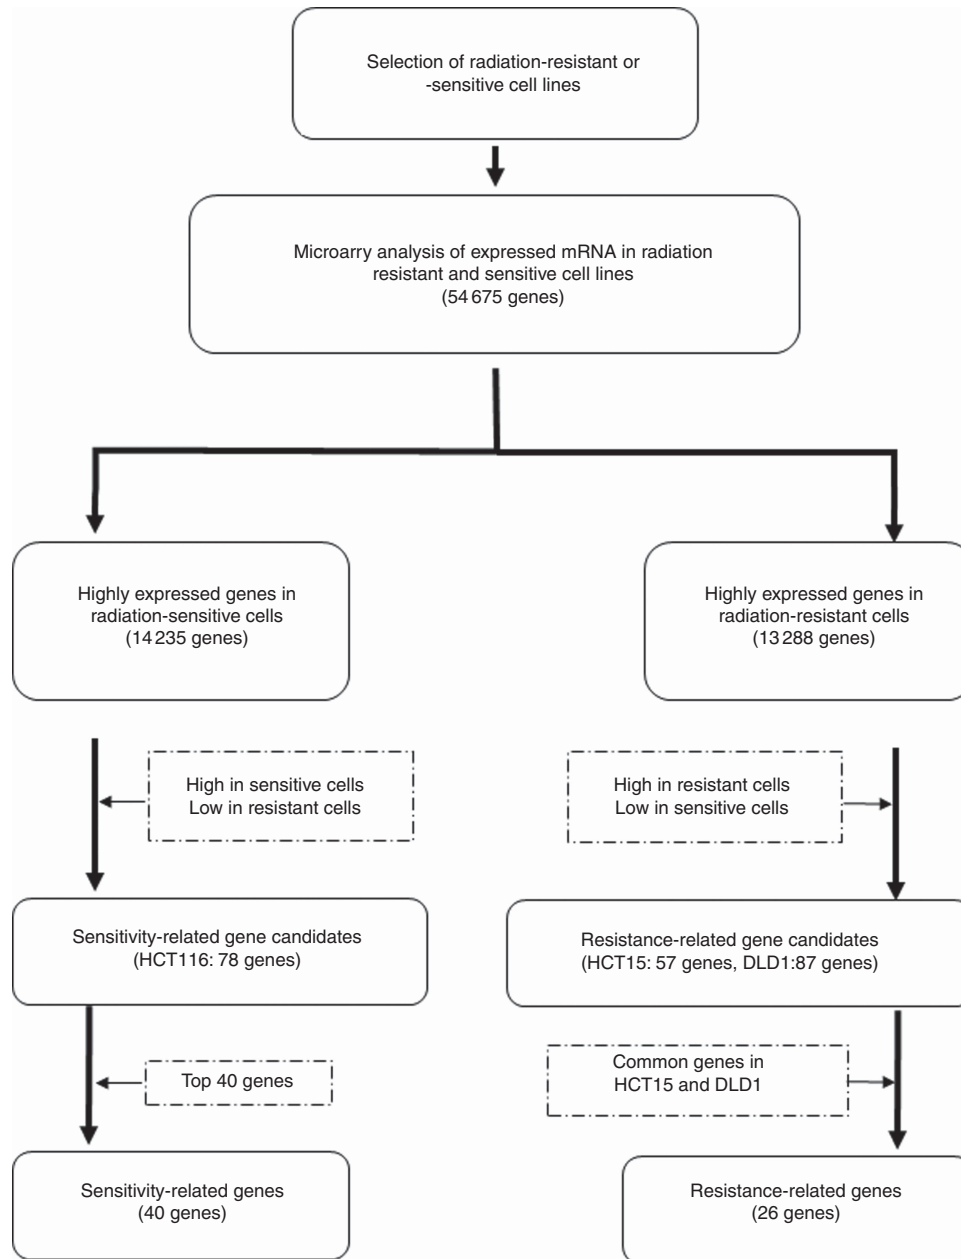 Selection of radiation-resistant or
-sensitive cell lines
Microarry analysis of expressed mRNA in radiation
resistant and sensitive cell lines
(54 675 genes)
Highly expressed genes in
radiation-sensitive cells
(14 235 genes)
Highly expressed genes in
radiation-resistant cells
(13 288 genes)
High in sensitive cells
Low in resistant cells
High in resistant cells
Low in sensitive cells
Sensitivity-related gene candidates
(HCT116: 78 genes)
Resistance-related gene candidates
(HCT15: 57 genes, DLD1:87 genes)
Top 40 genes
Common genes in
HCT15 and DLD1
Sensitivity-related genes
(40 genes)
Resistance-related genes
(26 genes)